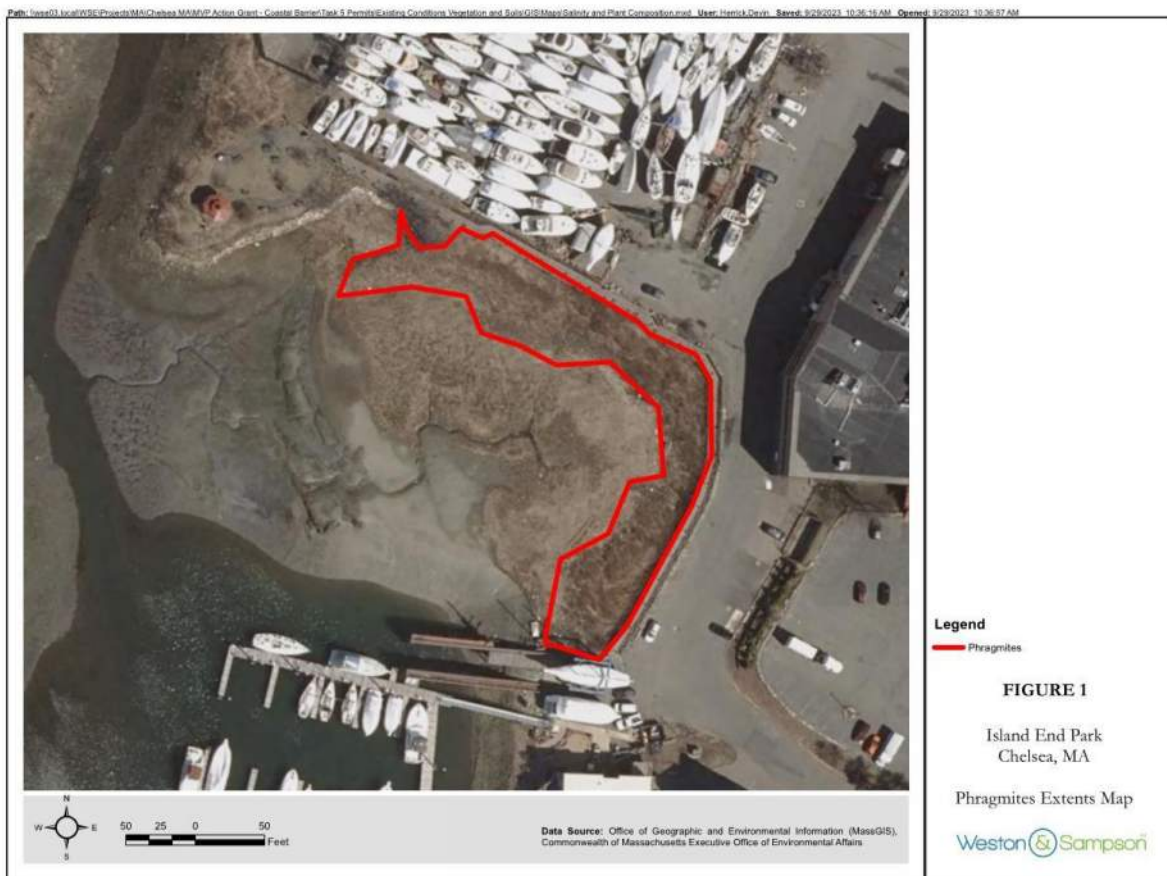 Path: \\wse03.local\WSE\Projects\MA\Chelsea MA\MVP Action Grant - Coastal Barrier\Task 5 Permits\Existing Conditions Vegetation and Soils\GIS\Maps\Salinity and Plant Composition.mxd User: Herrick.Devin Saved: 9/29/2023 10:36:16 AM Opened: 9/29/2023 10:36:57 AM
Legend
Phragmites
FIGURE 1
Island End Park
Chelsea, MA
Phragmites Extents Map
Weston & Sampson
N
W E
S
50 25 0 50
Feet
Data Source: Office of Geographic and Environmental Information (MassGIS),
Commonwealth of Massachusetts Executive Office of Environmental Affairs